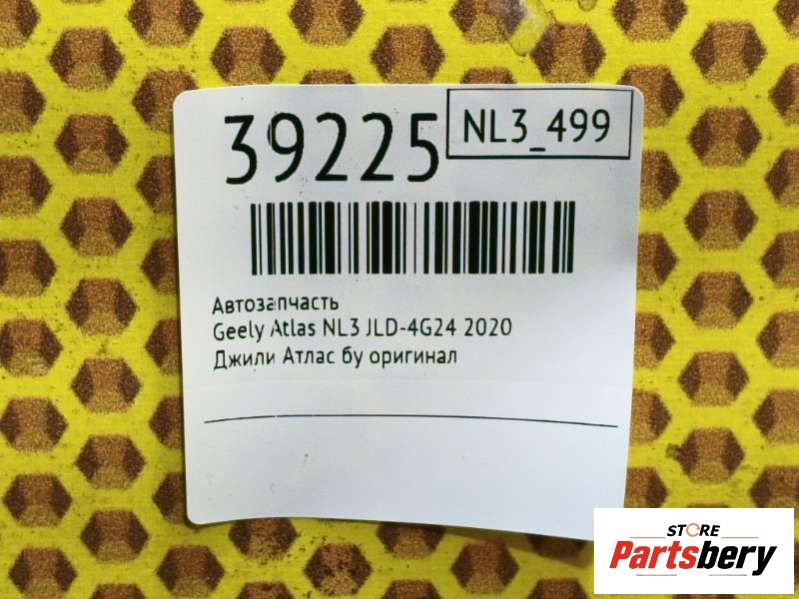 39225
NL3_499
Автозапчасть
Geely Atlas NL3 JLD-4G24 2020
Джили Атлас бу оригинал
STORE
Partsbery